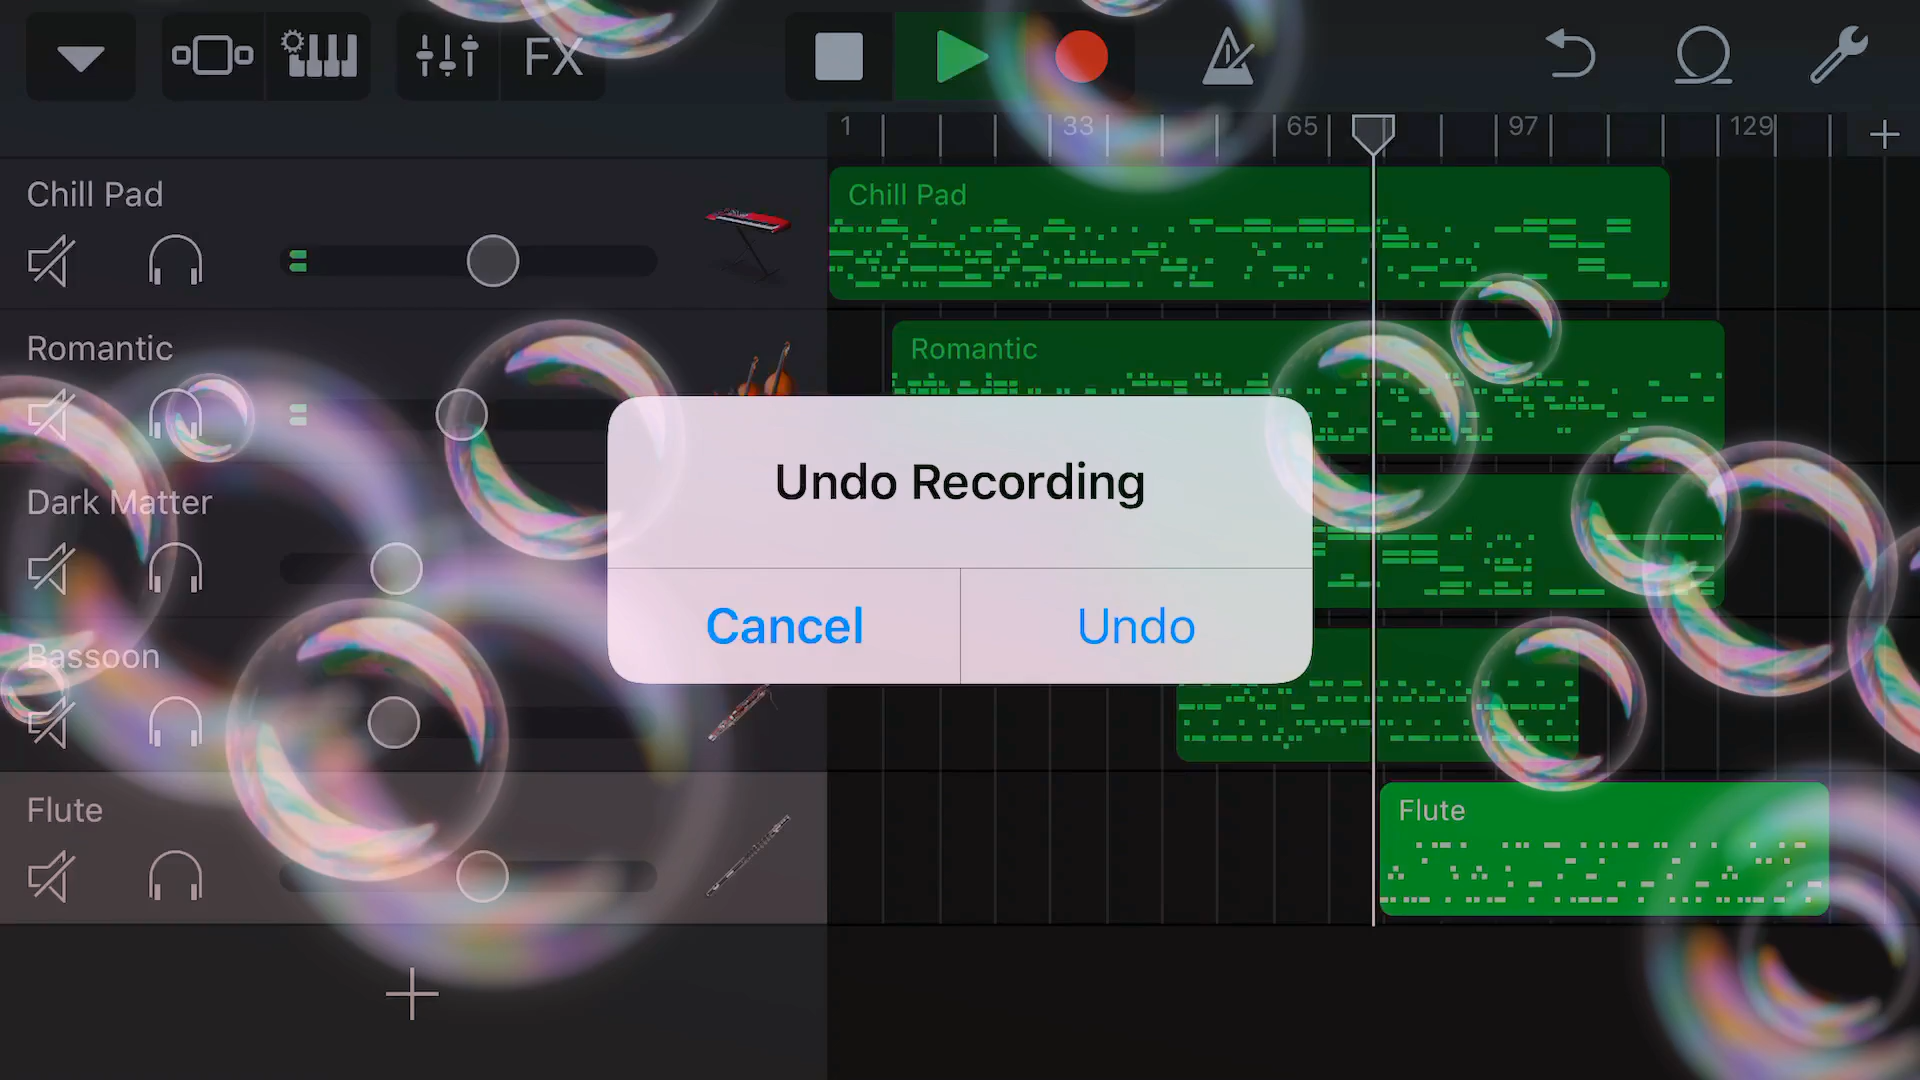 FX
1 33 65 97 129
Chill Pad
Chill Pad
Romantic
Romantic
Undo Recording
Dark Matter
Cancel Undo
Bassoon
Flute
Flute